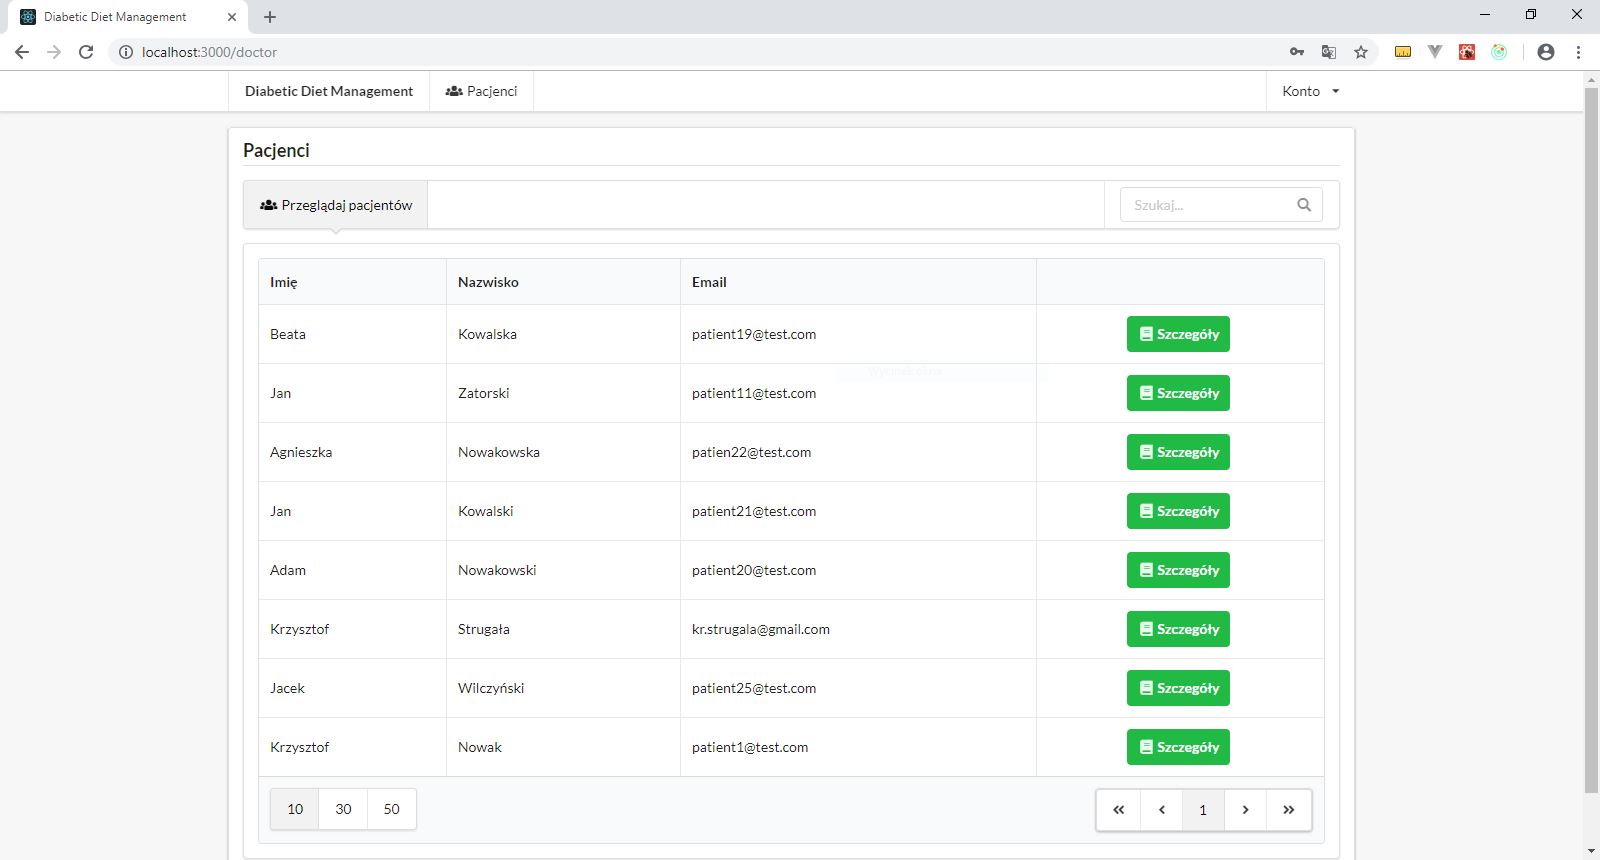 Diabetic Diet Management
localhost:3000/doctor
Diabetic Diet Management Pacjenci Konto
Pacjenci
Przeglądaj pacjentów Szukaj...
Imię Nazwisko Email
Beata Kowalska patient19@test.com Szczegóły
Wycinek okna
Jan Zatorski patient11@test.com Szczegóły
Agnieszka Nowakowska patien22@test.com Szczegóły
Jan Kowalski patient21@test.com Szczegóły
Adam Nowakowski patient20@test.com Szczegóły
Krzysztof Strugała kr.strugala@gmail.com Szczegóły
Jacek Wilczyński patient25@test.com Szczegóły
Krzysztof Nowak patient1@test.com Szczegóły
10 30 50 « ‹ 1 › »